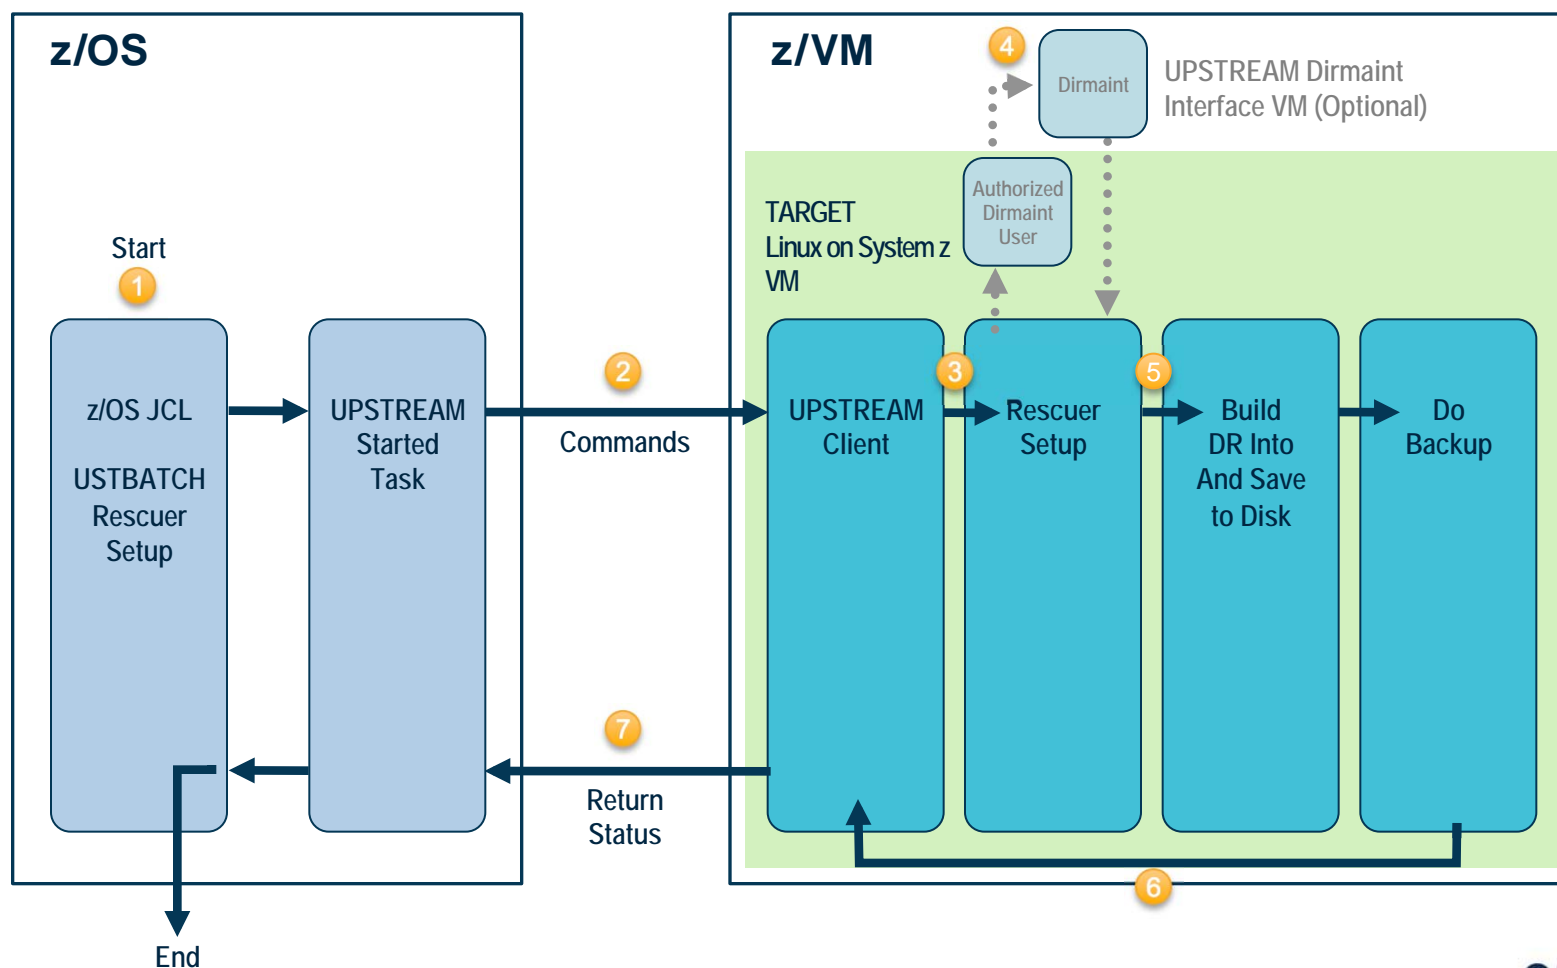 z/OS
z/VM
4
Dirmaint
UPSTREAM Dirmaint
Interface VM (Optional)
Authorized
Dirmaint
User
TARGET
Linux on System z
VM
Start
1
z/OS JCL
USTBATCH
Rescuer
Setup
UPSTREAM
Started
Task
2
Commands
UPSTREAM
Client
3
Rescuer
Setup
5
Build
DR Into
And Save
to Disk
Do
Backup
7
Return
Status
6
End